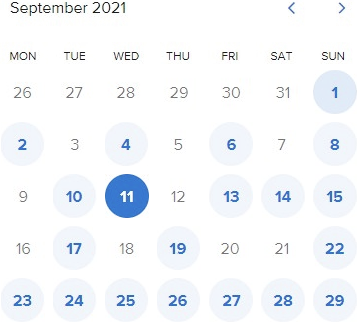 September 2021
MON TUE WED THU FRI SAT SUN
26 27 28 29 30 31 1
2 3 4 5 6 7 8
9 10 11 12 13 14 15
16 17 18 19 20 21 22
23 24 25 26 27 28 29